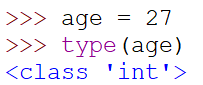 >>> age = 27
>>> type(age)
<class 'int'>